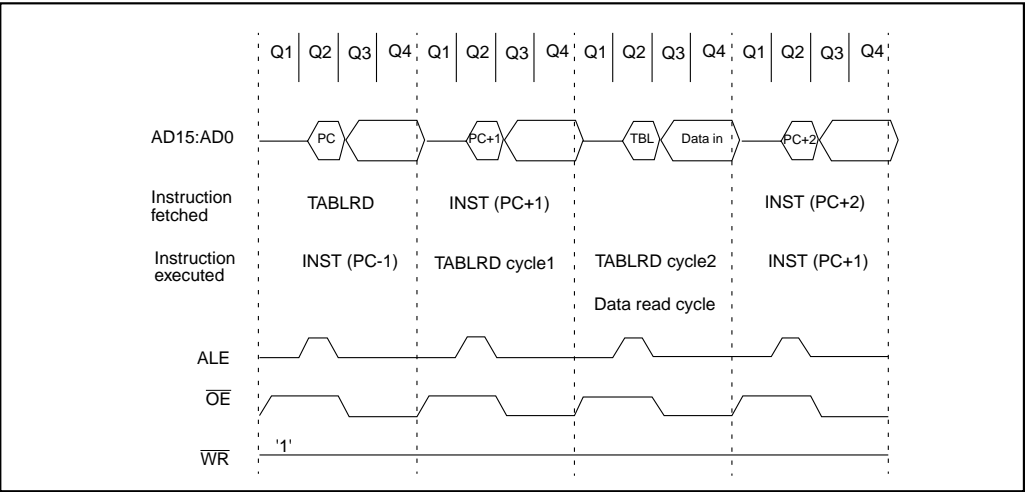 Q1 Q2 Q3 Q4 Q1 Q2 Q3 Q4 Q1 Q2 Q3 Q4 Q1 Q2 Q3 Q4
AD15:AD0 PC PC+1 TBL Data in PC+2
Instruction
fetched
TABLRD INST (PC+1) INST (PC+2)
Instruction
executed
INST (PC-1) TABLRD cycle1 TABLRD cycle2 INST (PC+1)
Data read cycle
ALE
OE
'1'
WR